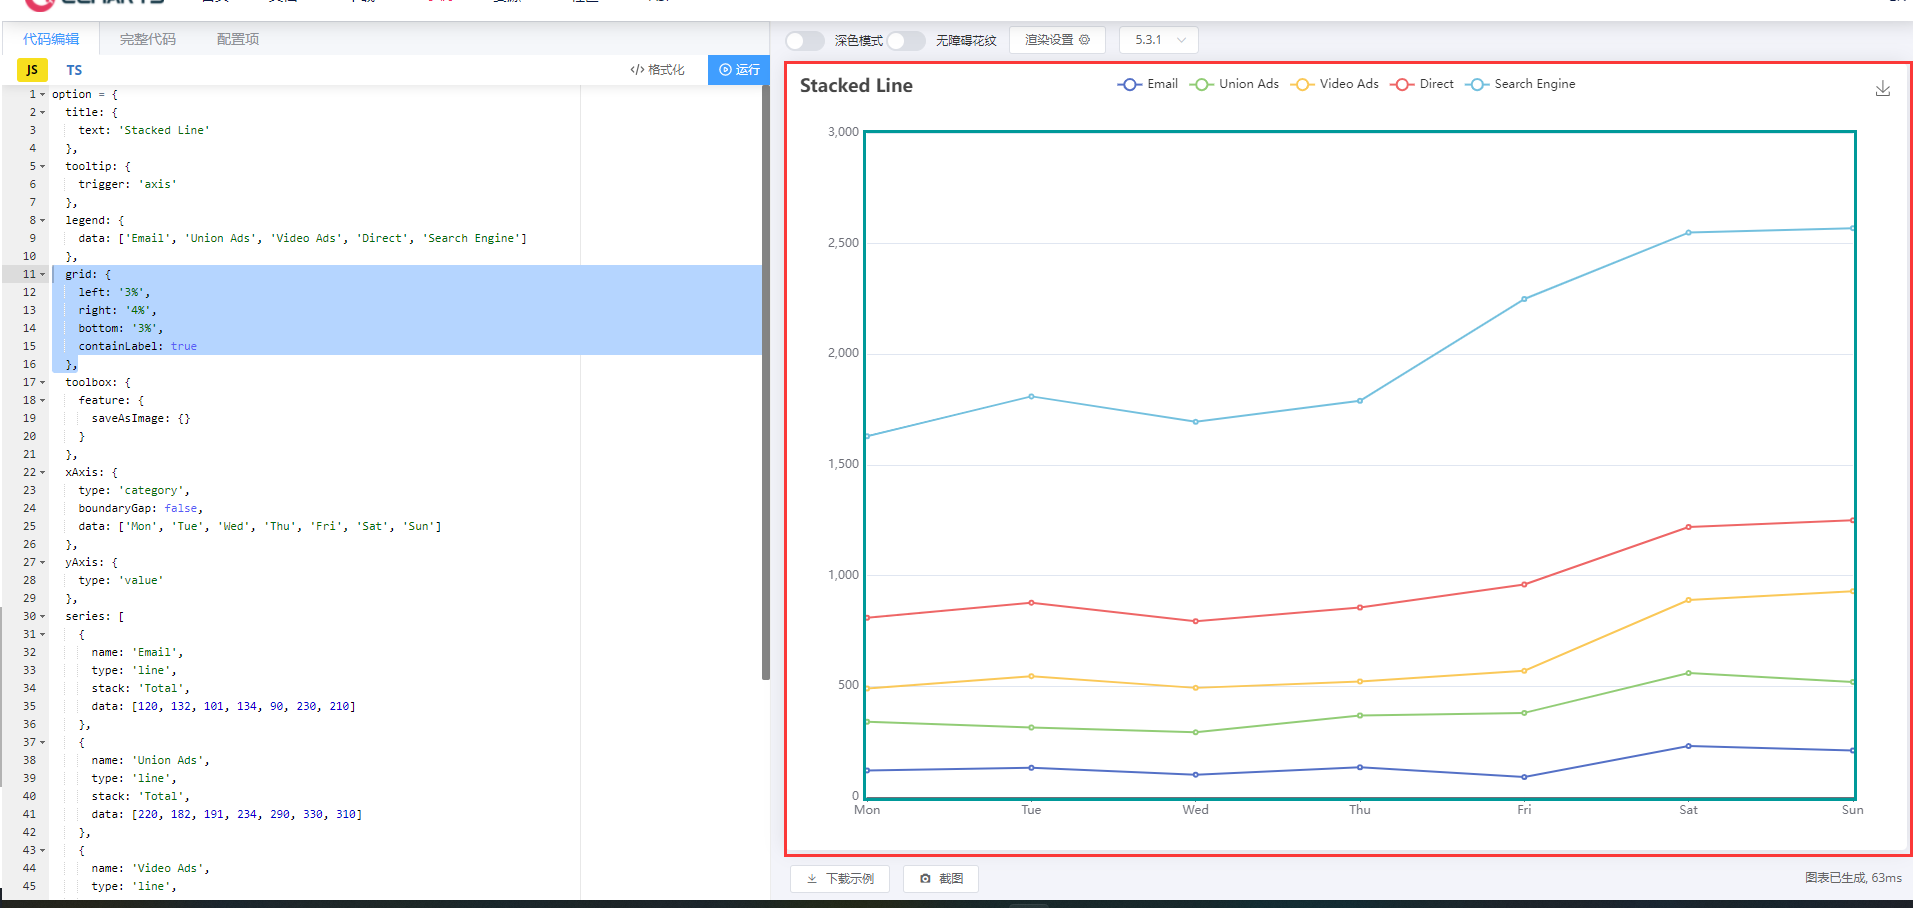 代码编辑 完整代码 配置项
JS TS </> 格式化 运行
1 option = {
2 title: {
3 text: 'Stacked Line'
4 },
5 tooltip: {
6 trigger: 'axis'
7 },
8 legend: {
9 data: ['Email', 'Union Ads', 'Video Ads', 'Direct', 'Search Engine']
10 },
11 grid: {
12 left: '3%',
13 right: '4%',
14 bottom: '3%',
15 containLabel: true
16 },
17 toolbox: {
18 feature: {
19 saveAsImage: {}
20 }
21 },
22 xAxis: {
23 type: 'category',
24 boundaryGap: false,
25 data: ['Mon', 'Tue', 'Wed', 'Thu', 'Fri', 'Sat', 'Sun']
26 },
27 yAxis: {
28 type: 'value'
29 },
30 series: [
31 {
32 name: 'Email',
33 type: 'line',
34 stack: 'Total',
35 data: [120, 132, 101, 134, 90, 230, 210]
36 },
37 {
38 name: 'Union Ads',
39 type: 'line',
40 stack: 'Total',
41 data: [220, 182, 191, 234, 290, 330, 310]
42 },
43 {
44 name: 'Video Ads',
45 type: 'line',
深色模式 无障碍花纹 渲染设置 5.3.1
Stacked Line
Email Union Ads Video Ads Direct Search Engine
3,000
2,500
2,000
1,500
1,000
500
0
Mon Tue Wed Thu Fri Sat Sun
下载示例 截图 图表已生成, 63ms